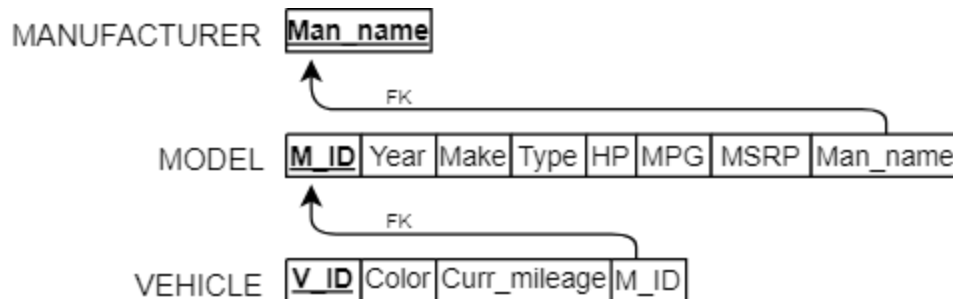 MANUFACTURER Man_name
FK
MODEL M_ID Year Make Type HP MPG MSRP Man_name
FK
VEHICLE V_ID Color Curr_mileage M_ID